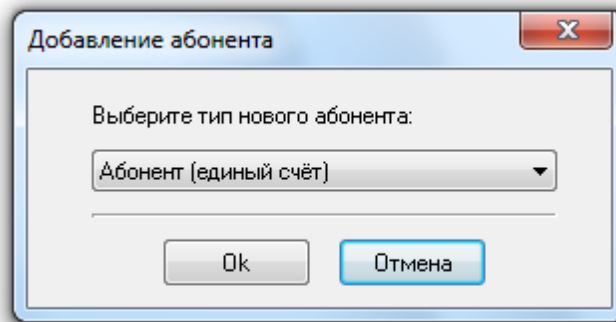 Добавление абонента
Выберите тип нового абонента:
Абонент (единый счёт)
Ok Отмена